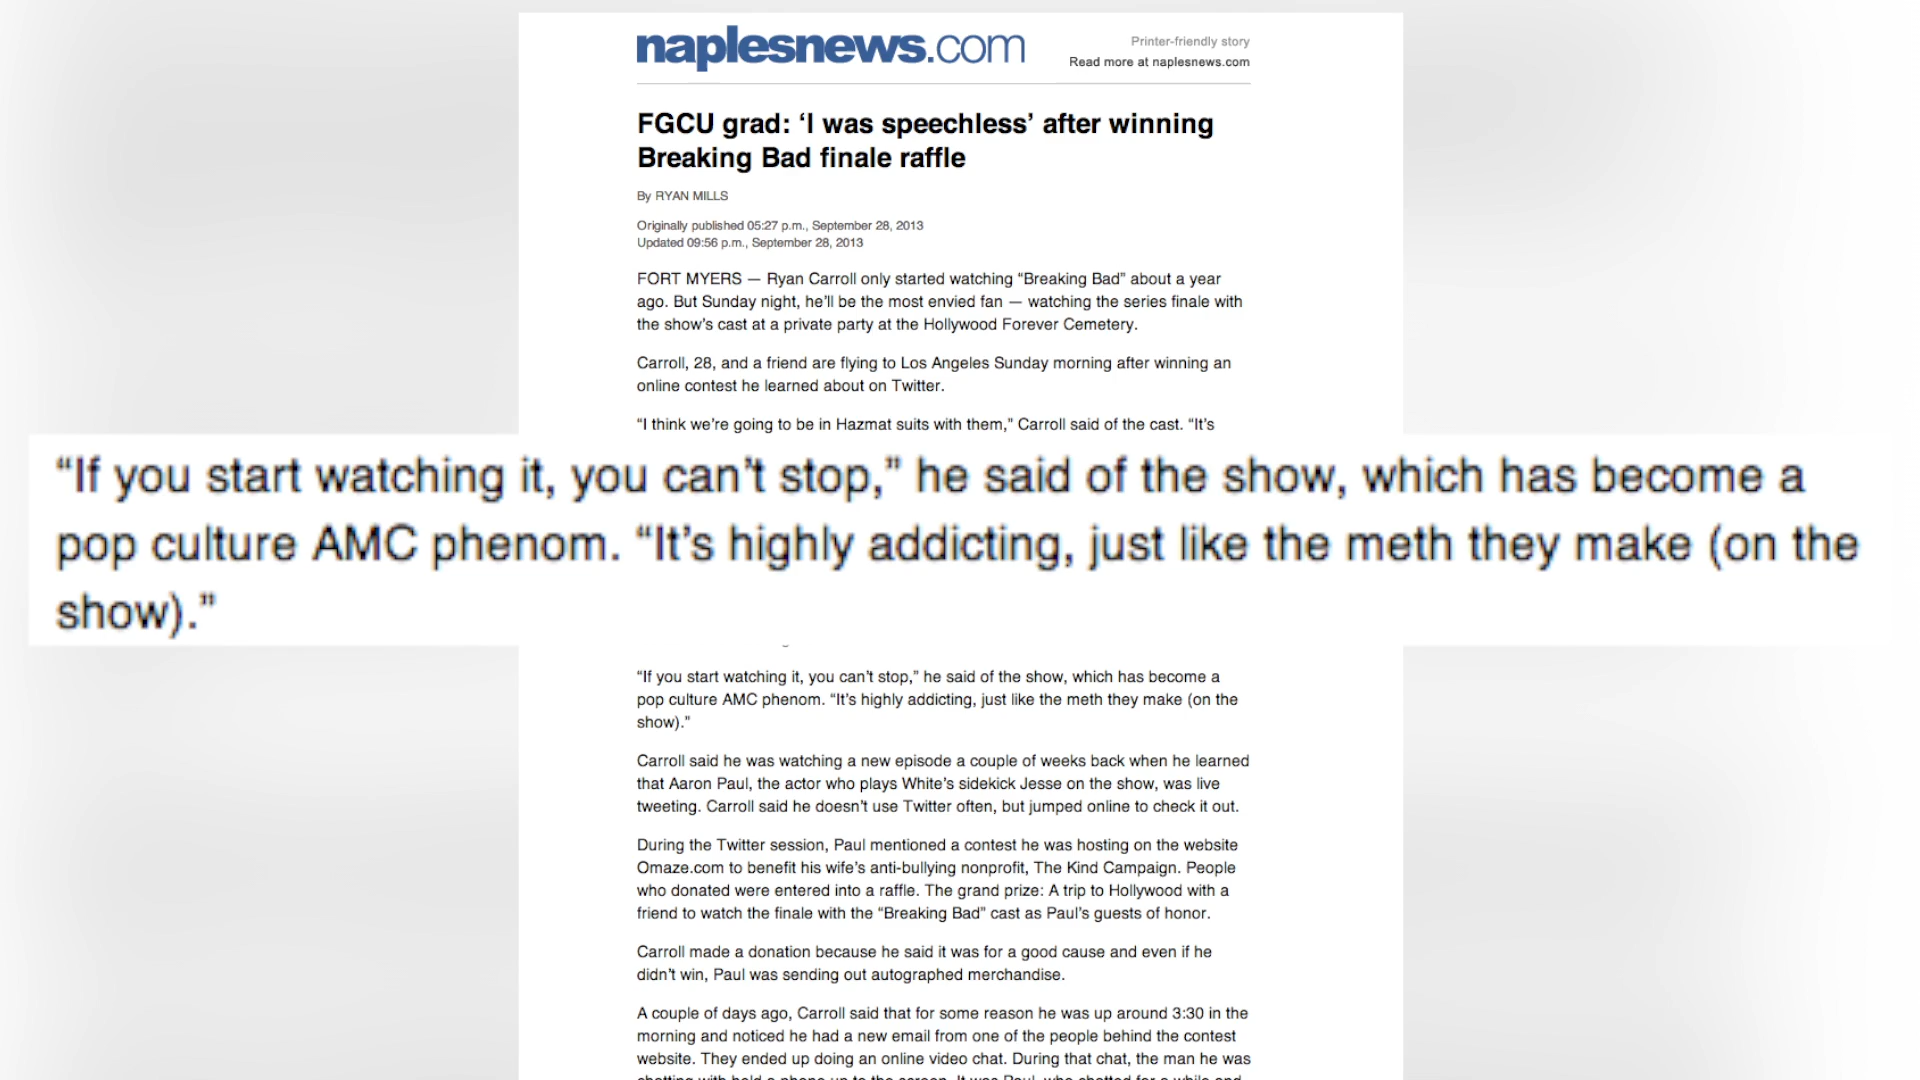 naplesnews.com
Printer-friendly story
Read more at naplesnews.com
FGCU grad: ‘I was speechless’ after winning
Breaking Bad finale raffle
By RYAN MILLS
Originally published 05:27 p.m., September 28, 2013
Updated 09:56 p.m., September 28, 2013
FORT MYERS — Ryan Carroll only started watching “Breaking Bad” about a year
ago. But Sunday night, he’ll be the most envied fan — watching the series finale with
the show’s cast at a private party at the Hollywood Forever Cemetery.
Carroll, 28, and a friend are flying to Los Angeles Sunday morning after winning an
online contest he learned about on Twitter.
“I think we’re going to be in Hazmat suits with them,” Carroll said of the cast. “It’s
“If you start watching it, you can’t stop,” he said of the show, which has become a
pop culture AMC phenom. “It’s highly addicting, just like the meth they make (on the
show).”
“If you start watching it, you can’t stop,” he said of the show, which has become a
pop culture AMC phenom. “It’s highly addicting, just like the meth they make (on the
show).”
Carroll said he was watching a new episode a couple of weeks back when he learned
that Aaron Paul, the actor who plays White’s sidekick Jesse on the show, was live
tweeting. Carroll said he doesn’t use Twitter often, but jumped online to check it out.
During the Twitter session, Paul mentioned a contest he was hosting on the website
Omaze.com to benefit his wife’s anti-bullying nonprofit, The Kind Campaign. People
who donated were entered into a raffle. The grand prize: A trip to Hollywood with a
friend to watch the finale with the “Breaking Bad” cast as Paul’s guests of honor.
Carroll made a donation because he said it was for a good cause and even if he
didn’t win, Paul was sending out autographed merchandise.
A couple of days ago, Carroll said that for some reason he was up around 3:30 in the
morning and noticed he had a new email from one of the people behind the contest
website. They ended up doing an online video chat. During that chat, the man he was